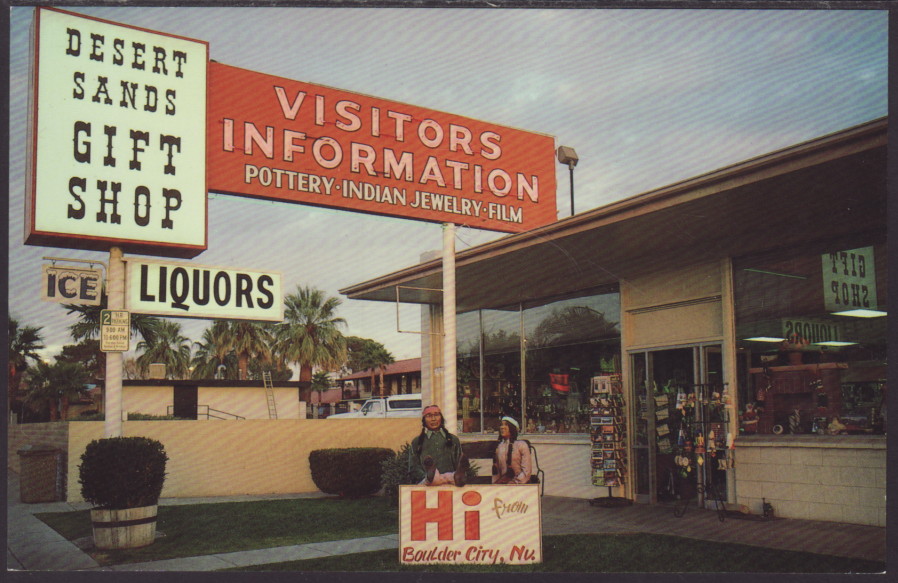 DESERT
SANDS
GIFT
SHOP
VISITORS
INFORMATION
POTTERY · INDIAN JEWELRY · FILM
ICE
LIQUORS
2
Hi from
Boulder City, Nv.
GIFT
SHOP
LIQUORS